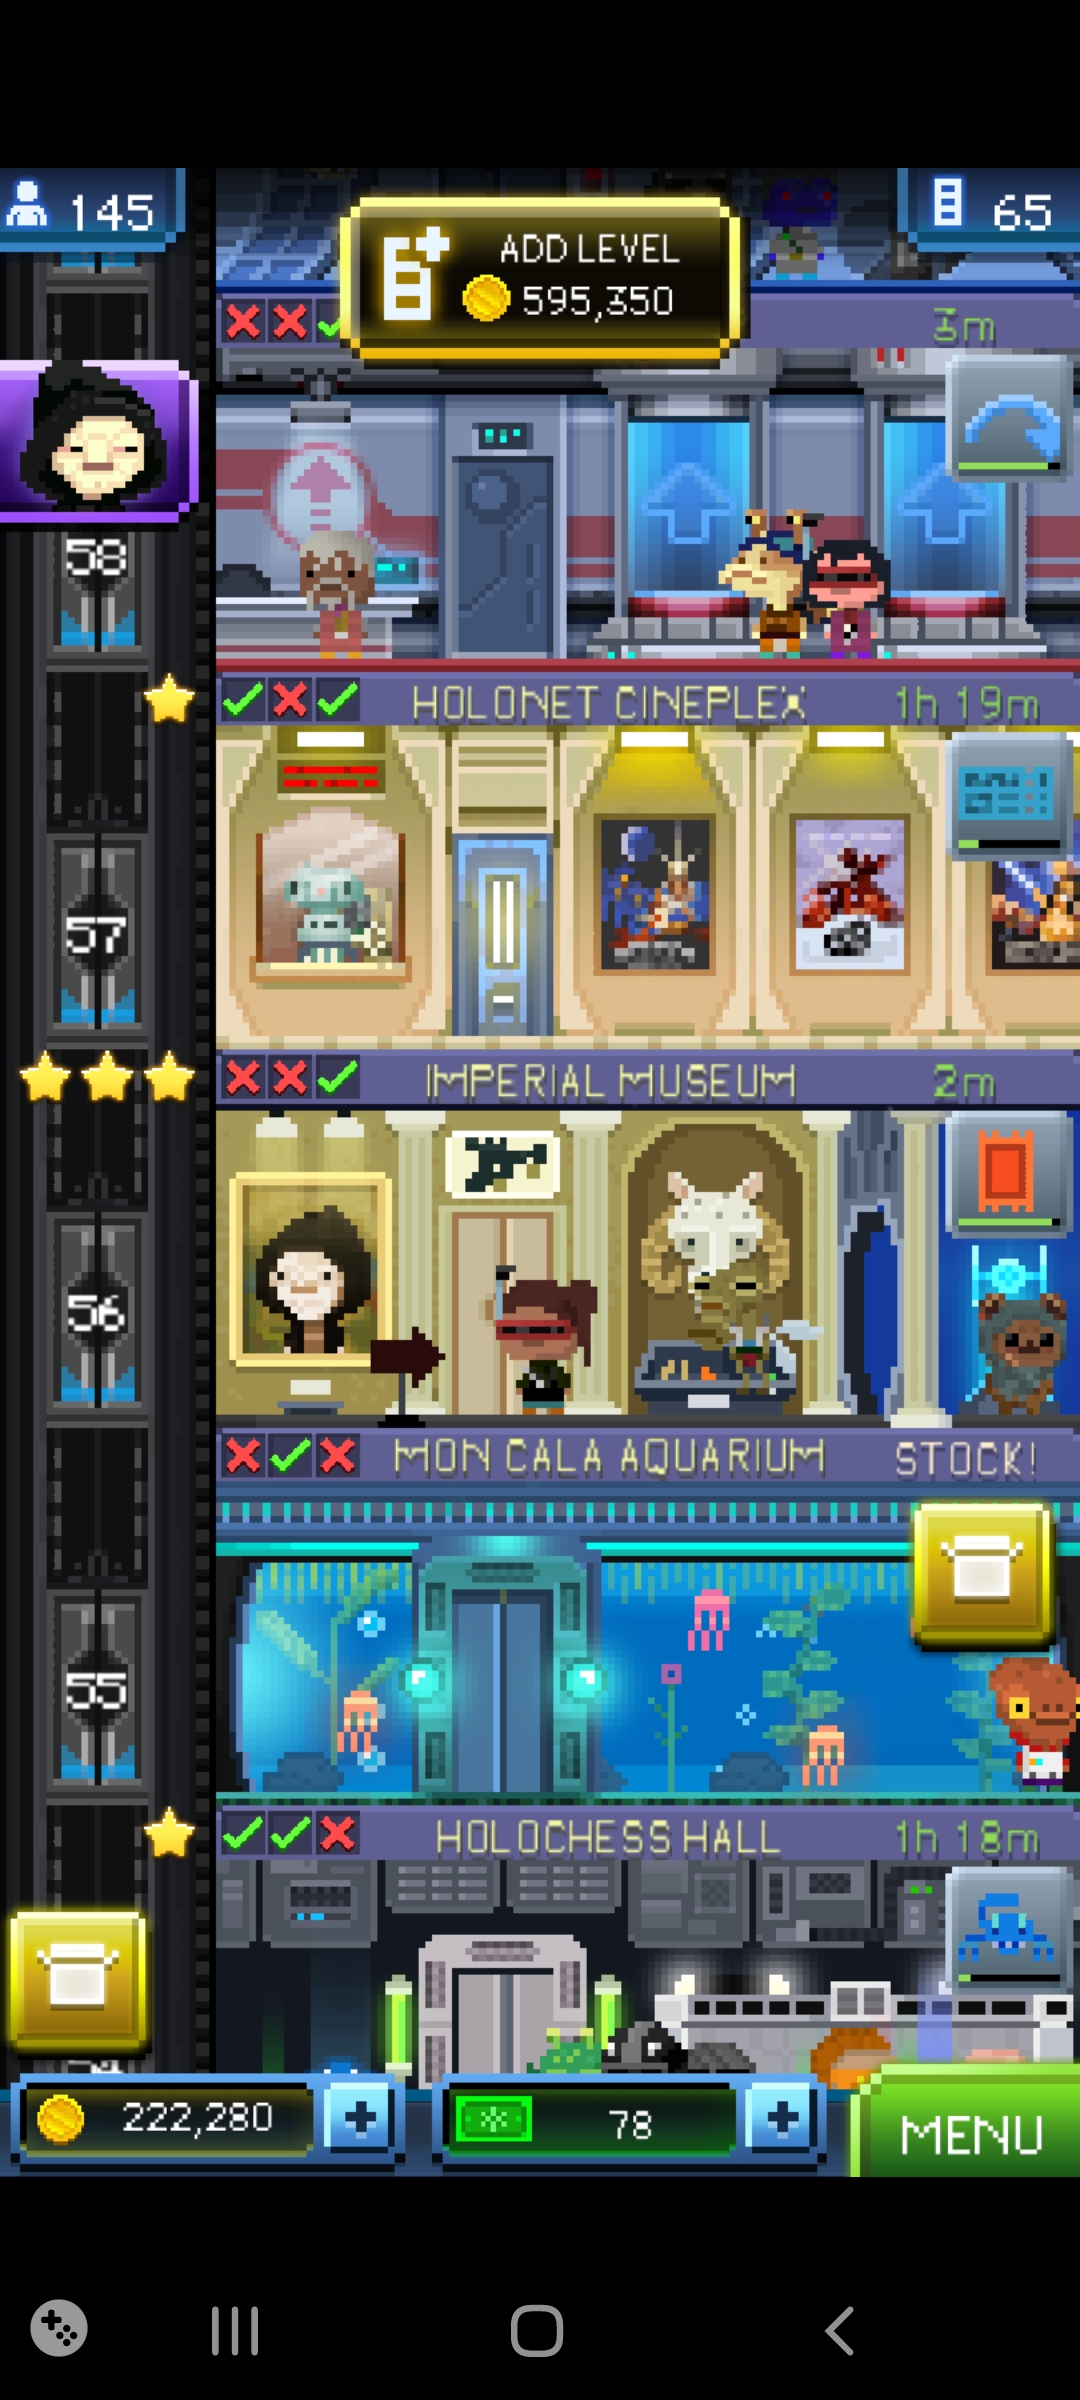 145
ADD LEVEL
595,350
65
3m
58
HOLONET CINEPLEX 1h 19m
57
IMPERIAL MUSEUM 2m
56
MON CALA AQUARIUM STOCK!
55
HOLOCHESS HALL 1h 18m
222,280 +
78 +
MENU